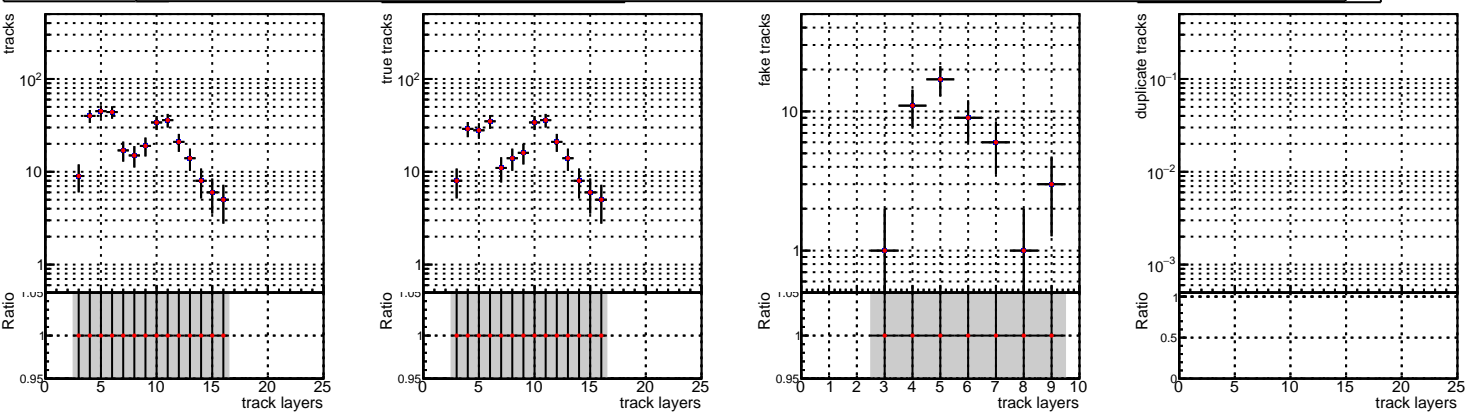 tracks
10²
10
1
Ratio
1.05
1
0.95
0 5 10 15 20 25
track layers
true tracks
10²
10
1
Ratio
1.05
1
0.95
0 5 10 15 20 25
track layers
fake tracks
10
1
Ratio
1.05
1
0.95
0 1 2 3 4 5 6 7 8 9 10
track layers
duplicate tracks
10⁻¹
10⁻²
10⁻³
Ratio
1
0.5
0
0 5 10 15 20 25
track layers